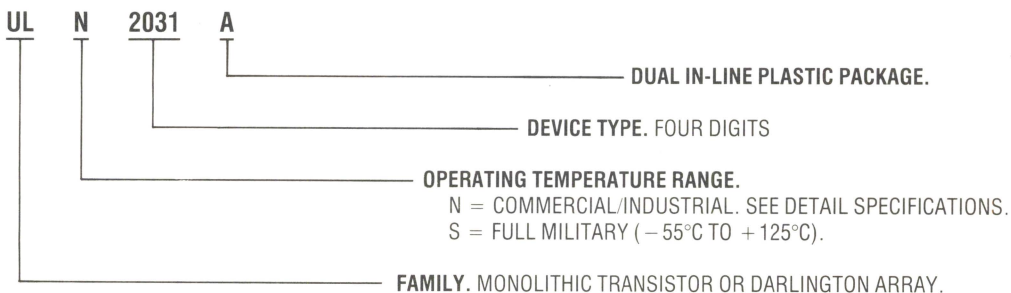 UL N 2031 A
DUAL IN-LINE PLASTIC PACKAGE.
DEVICE TYPE. FOUR DIGITS
OPERATING TEMPERATURE RANGE.
N = COMMERCIAL/INDUSTRIAL. SEE DETAIL SPECIFICATIONS.
S = FULL MILITARY (−55°C TO +125°C).
FAMILY. MONOLITHIC TRANSISTOR OR DARLINGTON ARRAY.